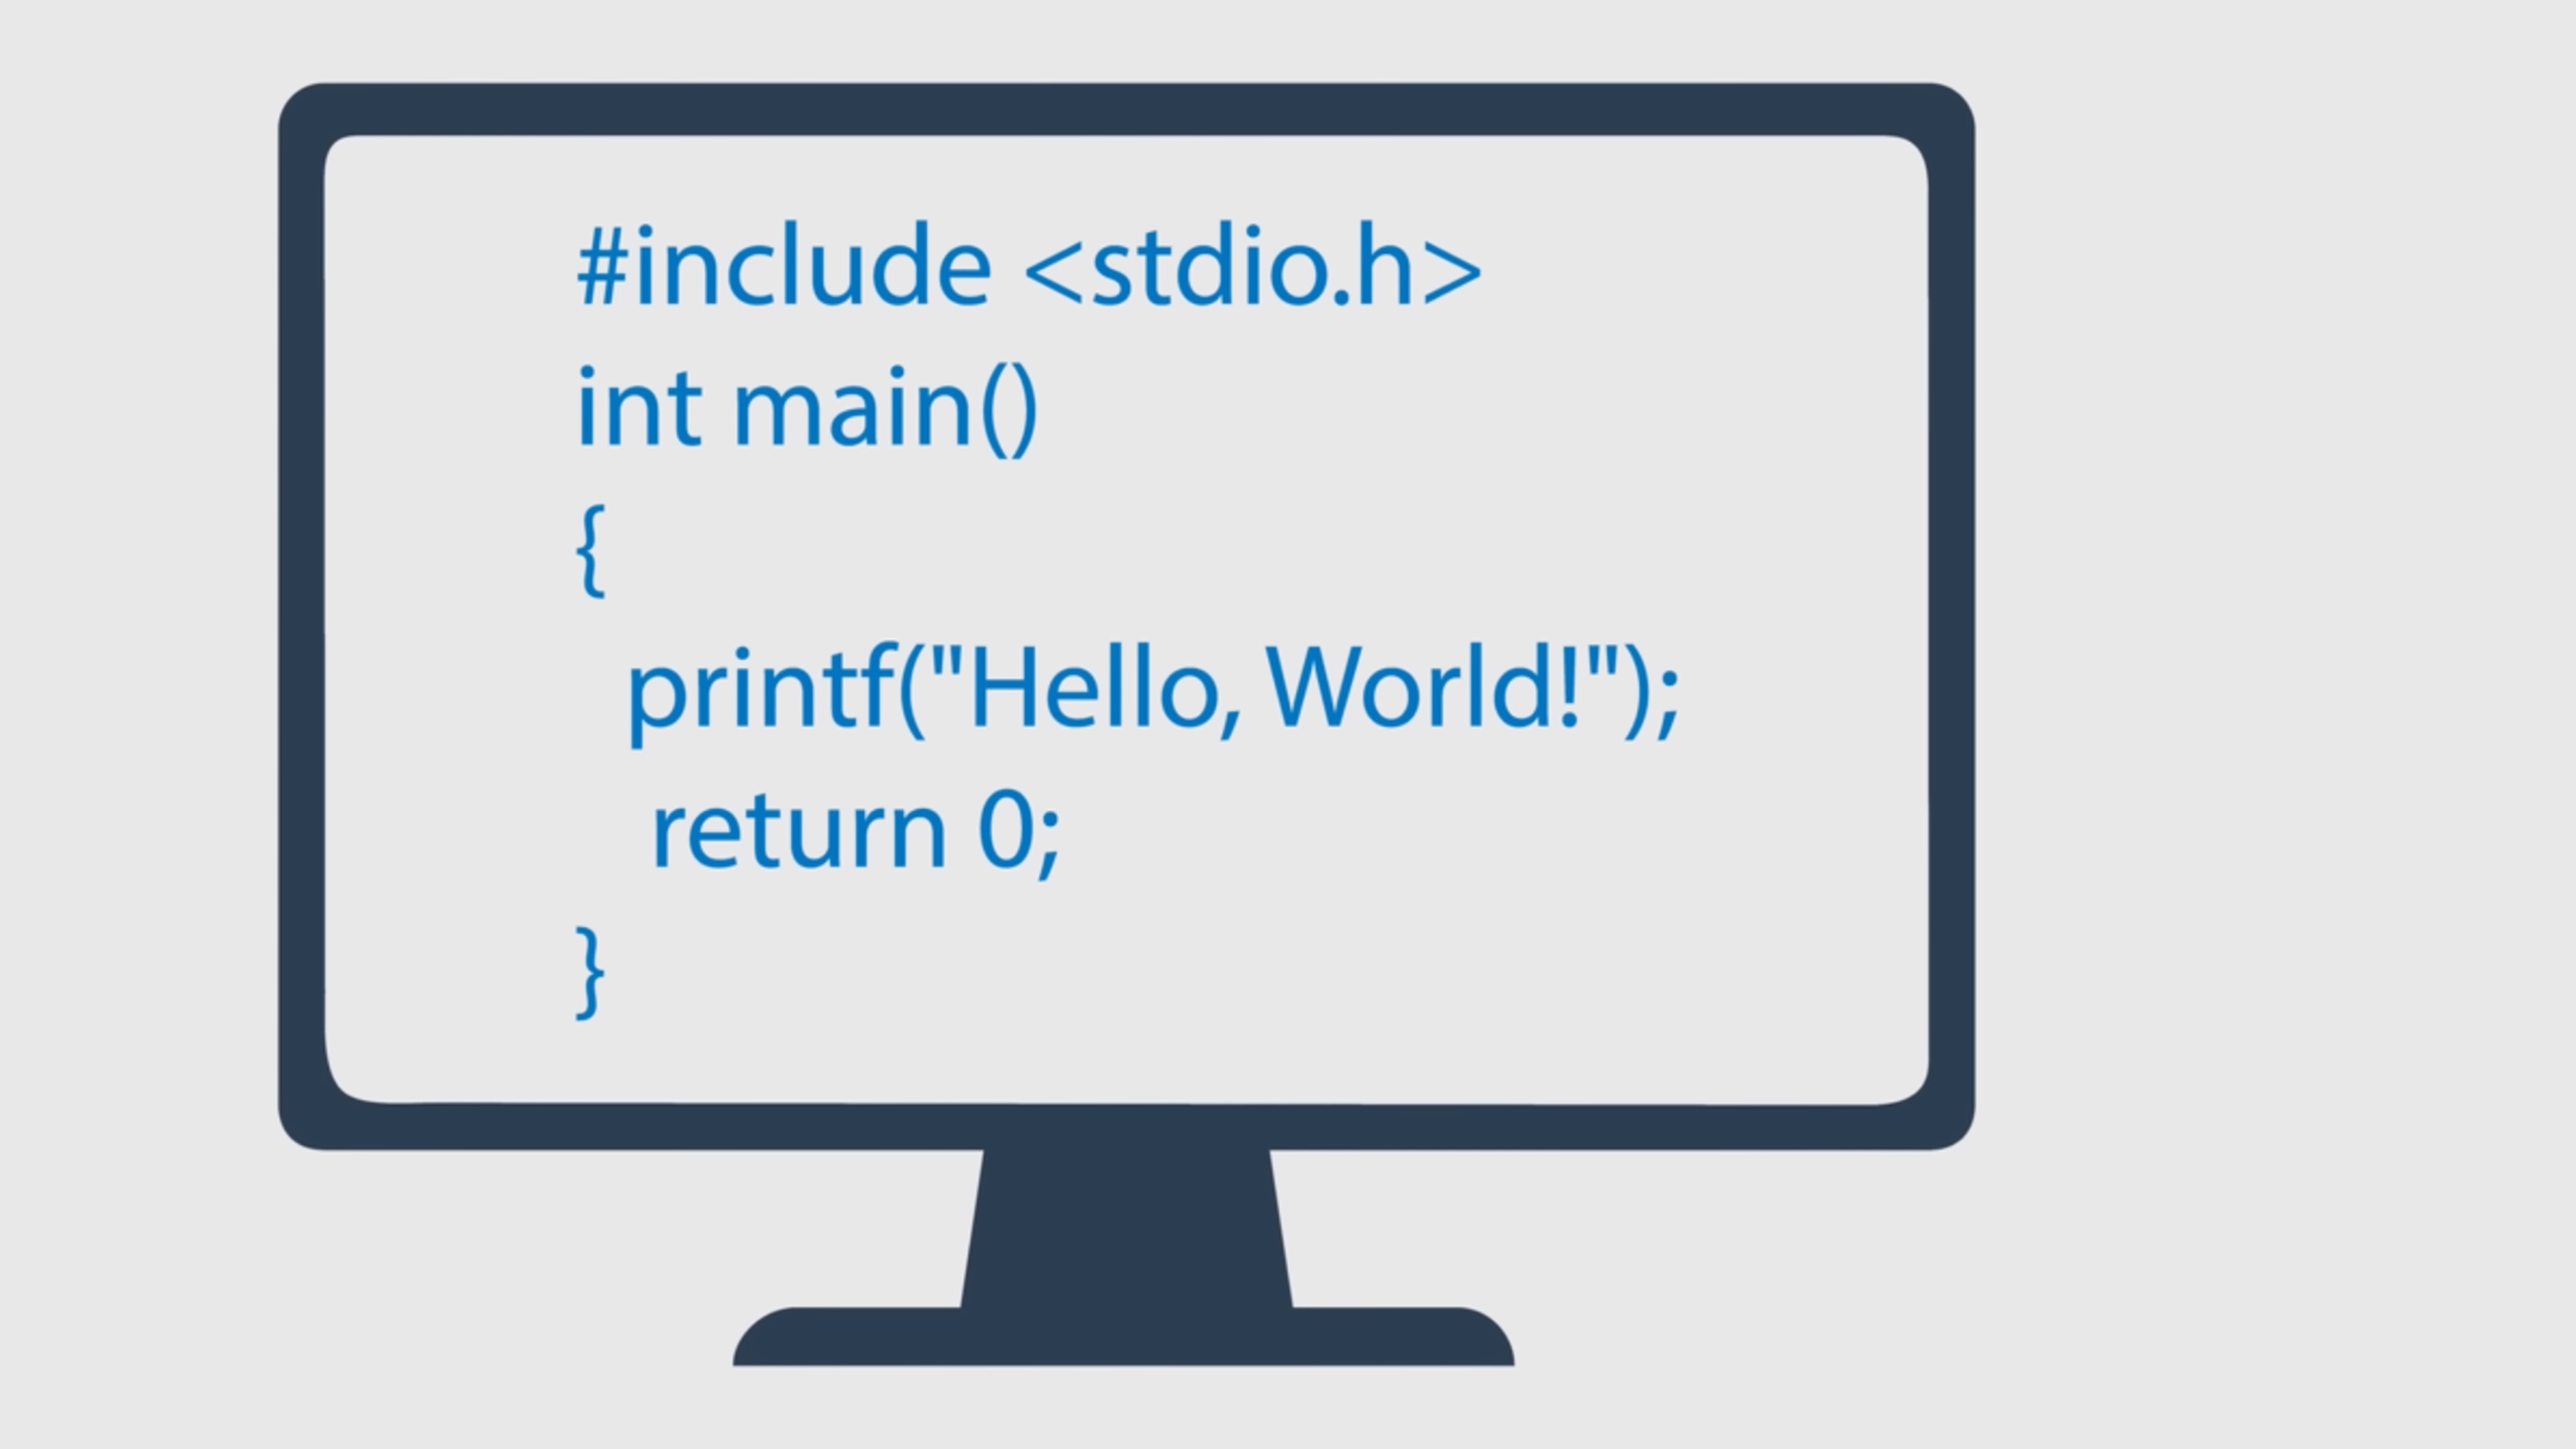 #include <stdio.h>
int main()
{
printf("Hello, World!");
return 0;
}